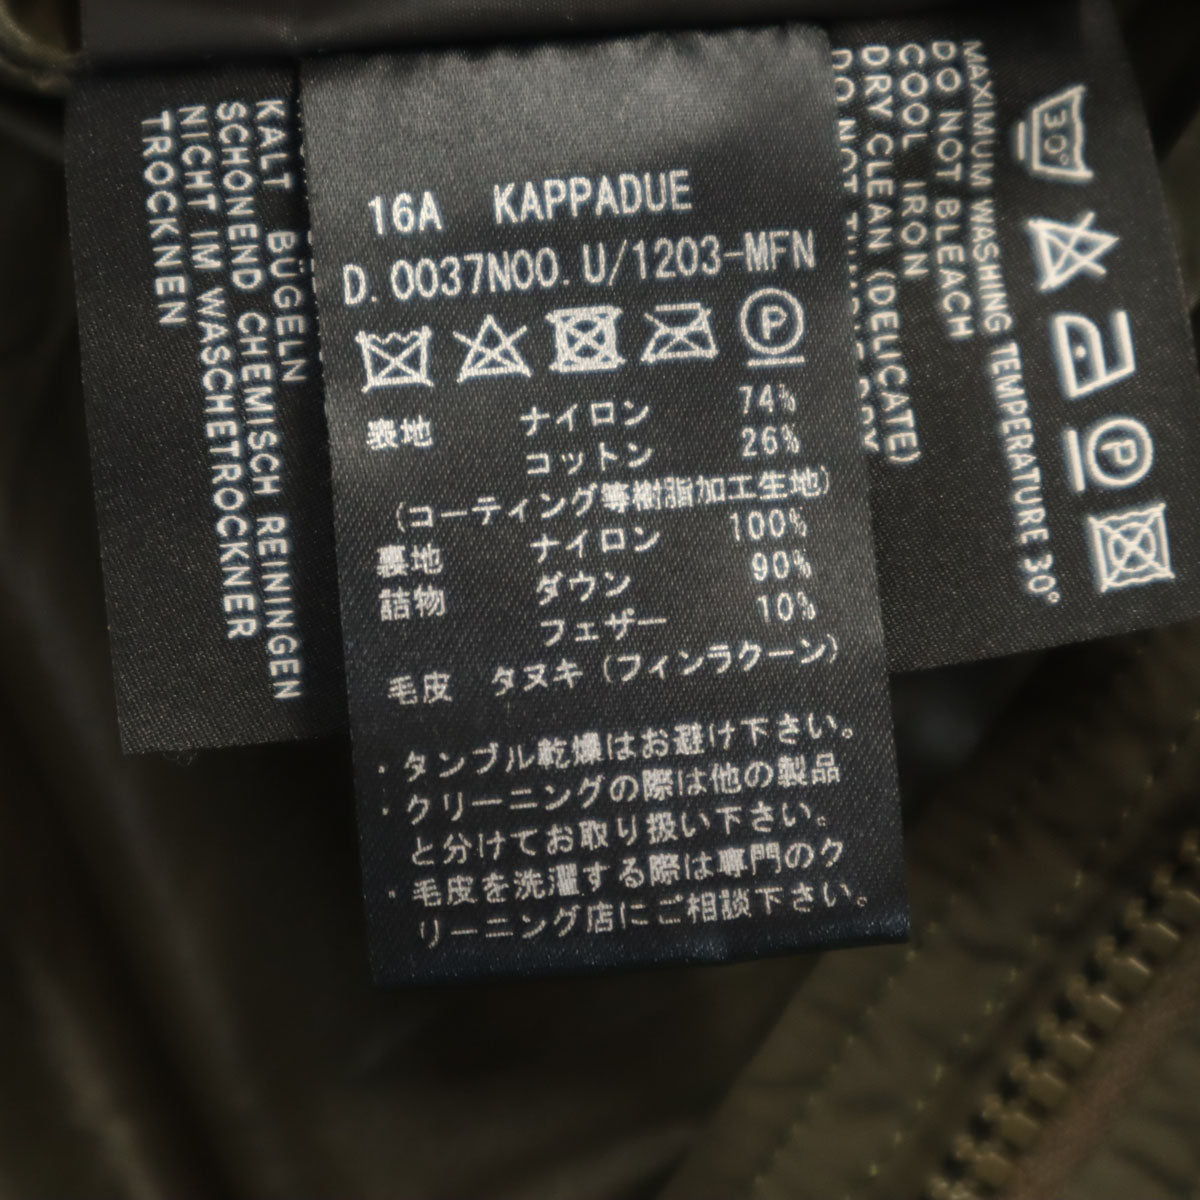 16A KAPPADUE
D.0037N00.U/1203-MFN
P
表地 ナイロン 74%
コットン 26%
(コーティング等樹脂加工生地)
裏地 ナイロン 100%
詰物 ダウン 90%
フェザー 10%
毛皮 タヌキ(フィンラクーン)
・タンブル乾燥はお避け下さい。
・クリーニングの際は他の製品
と分けてお取り扱い下さい。
・毛皮を洗濯する際は専門のク
リーニング店にご相談下さい。
KALT BÜGELN
SCHONEND CHEMISCH REININGEN
NICHT IM WASCHETROCKNER
TROCKNEN
30°
P
MAXIMUM WASHING TEMPERATURE 30°
DO NOT BLEACH
COOL IRON
DRY CLEAN (DELICATE)
DO NOT DRY